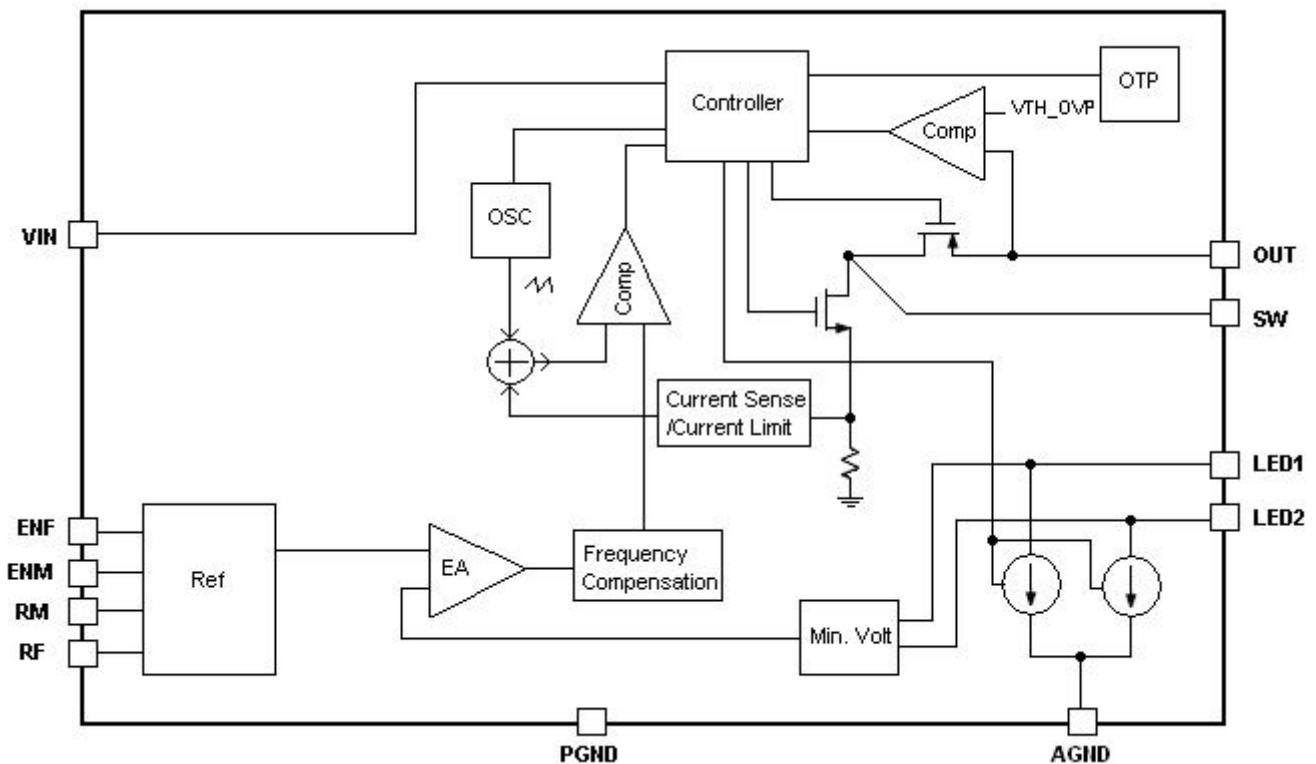 OTP
Controller
VTH_OVP
Comp
OSC
VIN
Comp
OUT
SW
Current Sense
/Current Limit
LED1
LED2
ENF
ENM
RM
RF
Ref
EA
Frequency
Compensation
Min. Volt
PGND
AGND